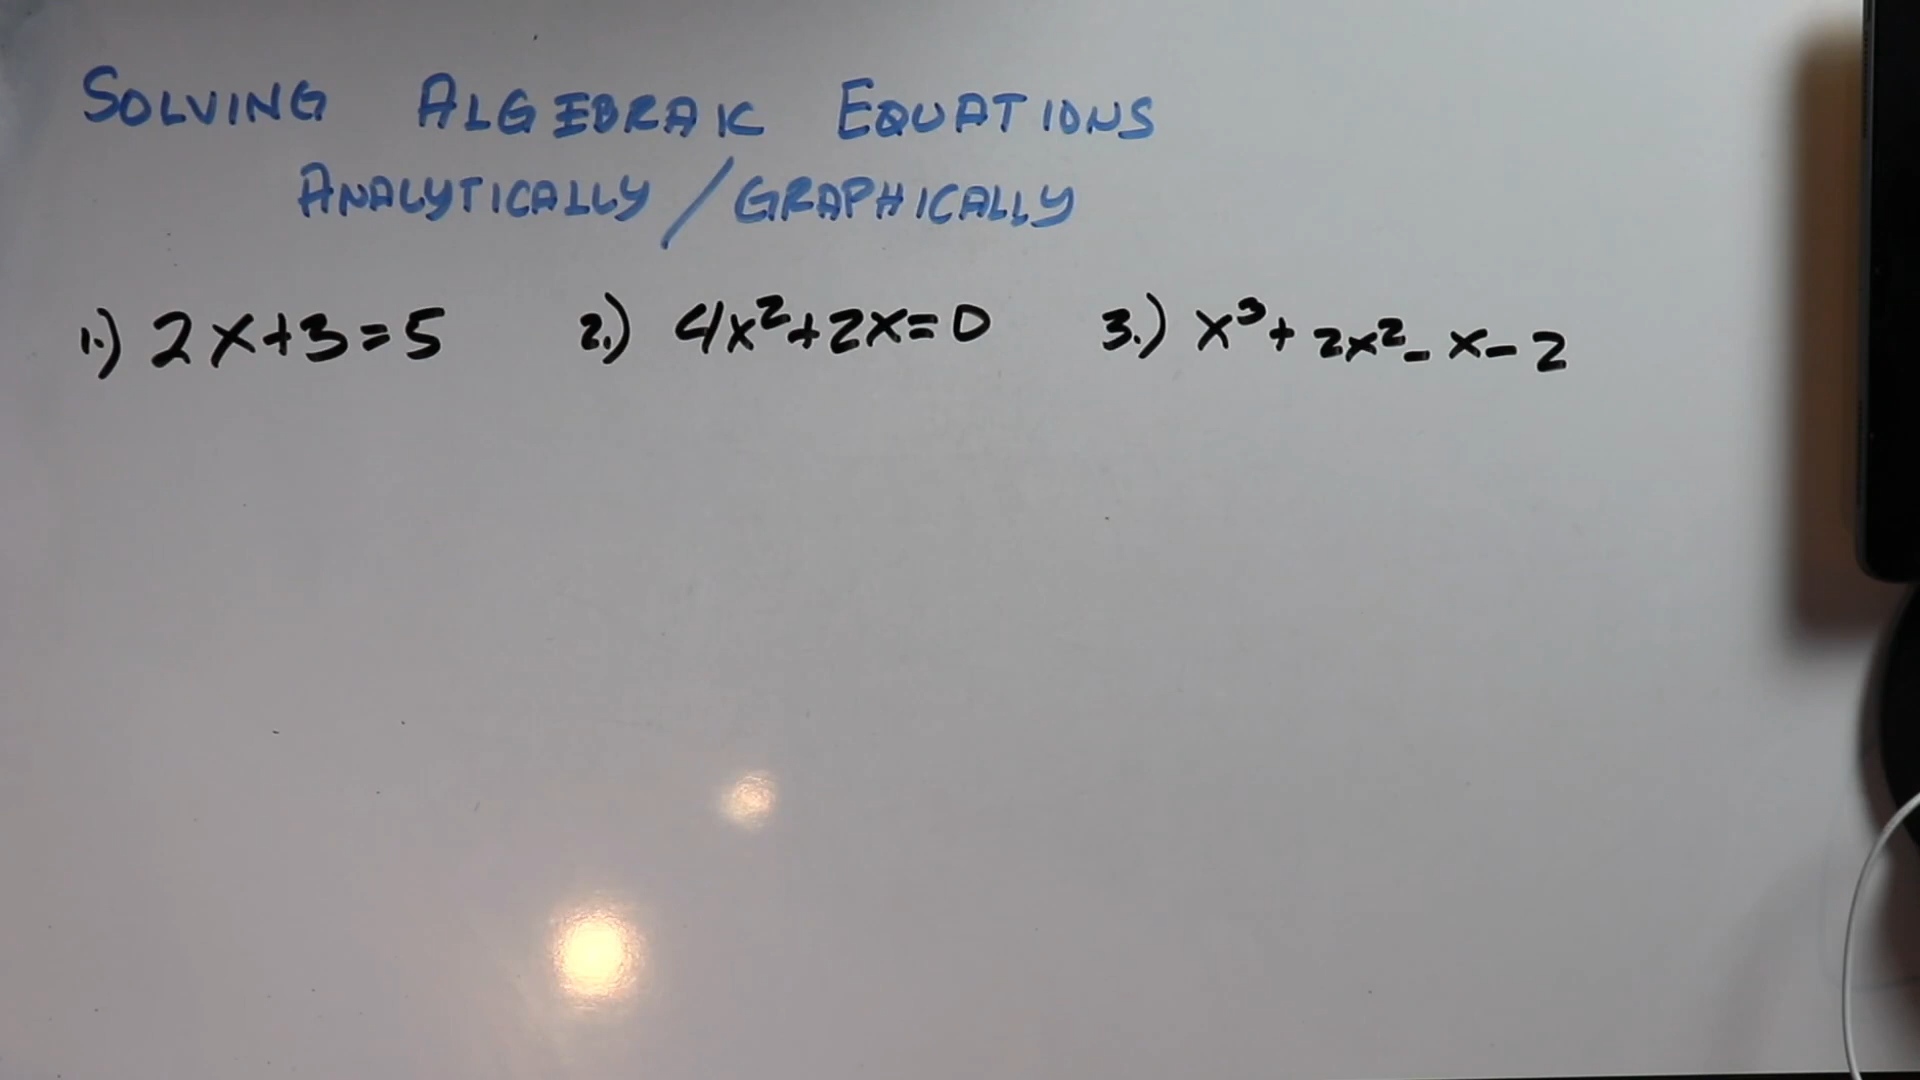 SOLVING ALGEBRAIC EQUATIONS
ANALYTICALLY/GRAPHICALLY
1.) 2x+3=5 2.) 4x²+2x=0 3.) x³+2x²-x-2